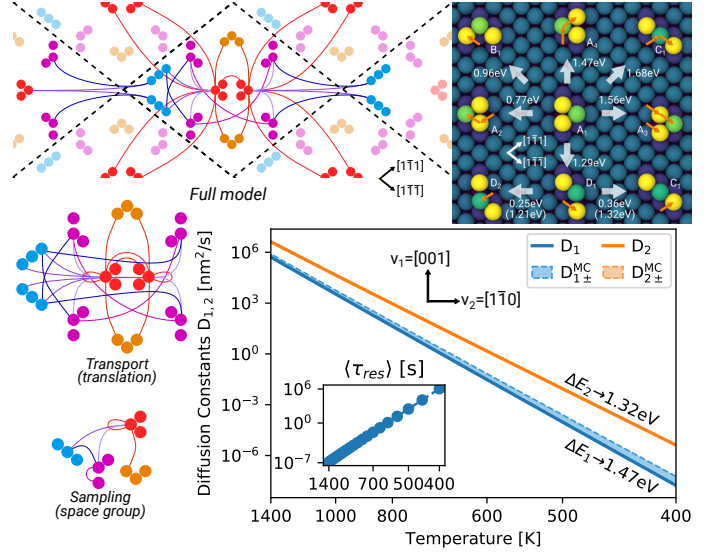 [11̄1]
[11̄1̄]
Full model
B₁
A₄
C₁
0.96eV
1.47eV
1.68eV
0.77eV
1.56eV
A₂
A₁
A₃
[11̄1]
[11̄1̄]
1.29eV
D₂
D₁
C₁
0.25eV
(1.21eV)
0.36eV
(1.32eV)
Transport
(translation)
Sampling
(space group)
Diffusion Constants D₁,₂ [nm²/s]
10⁶
10³
10⁰
10⁻³
10⁻⁶
v₁=[001]
v₂=[11̄0]
D₁
D₂
D₁±ᴹᶜ
D₂±ᴹᶜ
⟨τᵣₑₛ⟩ [s]
10⁶
10⁰
10⁻⁷
1400 700 500 400
ΔE₂→1.32eV
ΔE₁→1.47eV
1400 1000 800 600 500 400
Temperature [K]